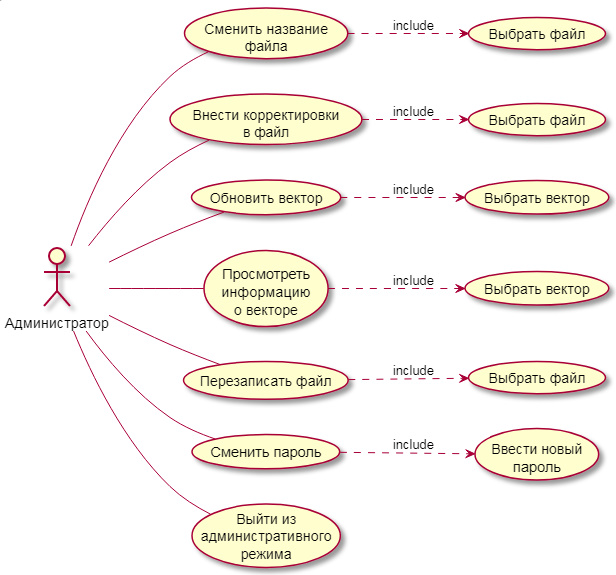 Сменить название
файла
include
Выбрать файл
Внести корректировки
в файл
include
Выбрать файл
Обновить вектор
include
Выбрать вектор
Просмотреть
информацию
о векторе
include
Выбрать вектор
Администратор
Перезаписать файл
include
Выбрать файл
Сменить пароль
include
Ввести новый
пароль
Выйти из
административного
режима